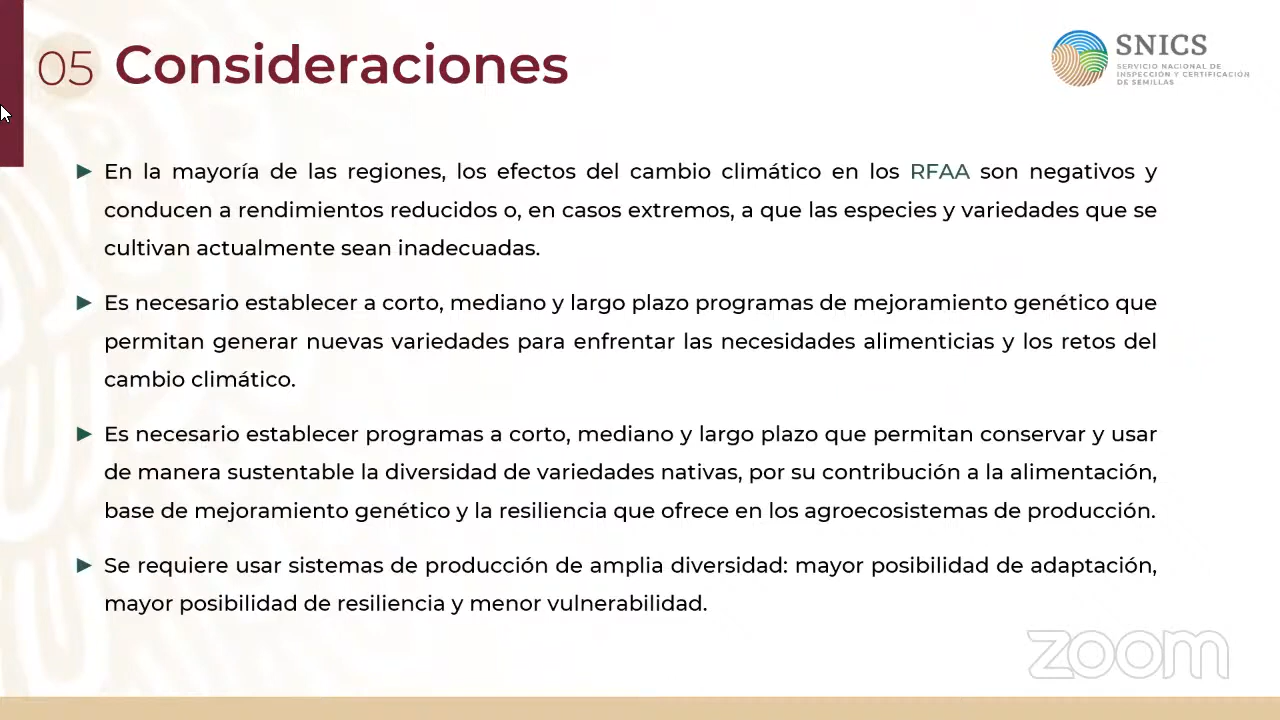 05 Consideraciones
SNICS
SERVICIO NACIONAL DE
INSPECCIÓN Y CERTIFICACIÓN
DE SEMILLAS
► En la mayoría de las regiones, los efectos del cambio climático en los RFAA son negativos y
conducen a rendimientos reducidos o, en casos extremos, a que las especies y variedades que se
cultivan actualmente sean inadecuadas.
► Es necesario establecer a corto, mediano y largo plazo programas de mejoramiento genético que
permitan generar nuevas variedades para enfrentar las necesidades alimenticias y los retos del
cambio climático.
► Es necesario establecer programas a corto, mediano y largo plazo que permitan conservar y usar
de manera sustentable la diversidad de variedades nativas, por su contribución a la alimentación,
base de mejoramiento genético y la resiliencia que ofrece en los agroecosistemas de producción.
► Se requiere usar sistemas de producción de amplia diversidad: mayor posibilidad de adaptación,
mayor posibilidad de resiliencia y menor vulnerabilidad.
zoom